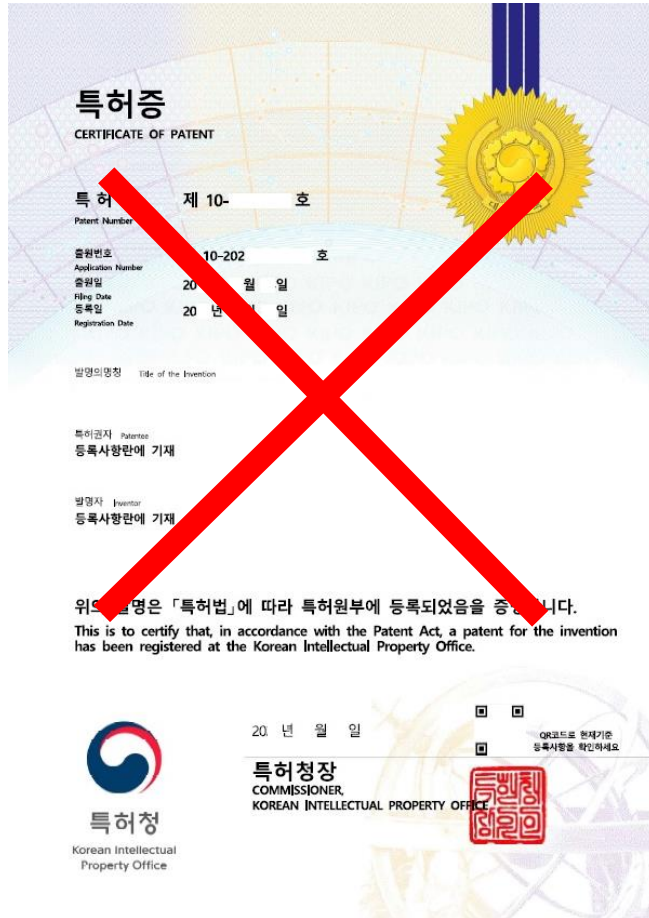 특허증
CERTIFICATE OF PATENT
특 허 제 10- 호
Patent Number
출원번호 10-202 호
Application Number
출원일 20 월 일
Filing Date
등록일 20 년 일
Registration Date
발명의명칭 Title of the Invention
특허권자 Patentee
등록사항란에 기재
발명자 Inventor
등록사항란에 기재
위의 발명은 「특허법」에 따라 특허원부에 등록되었음을 니다.
This is to certify that, in accordance with the Patent Act, a patent for the invention
has been registered at the Korean Intellectual Property Office.
20 년 월 일
QR코드로 현재기준
등록사항을 확인하세요
특허청장
COMMISSIONER,
KOREAN INTELLECTUAL PROPERTY OFFICE
특허청
Korean Intellectual
Property Office